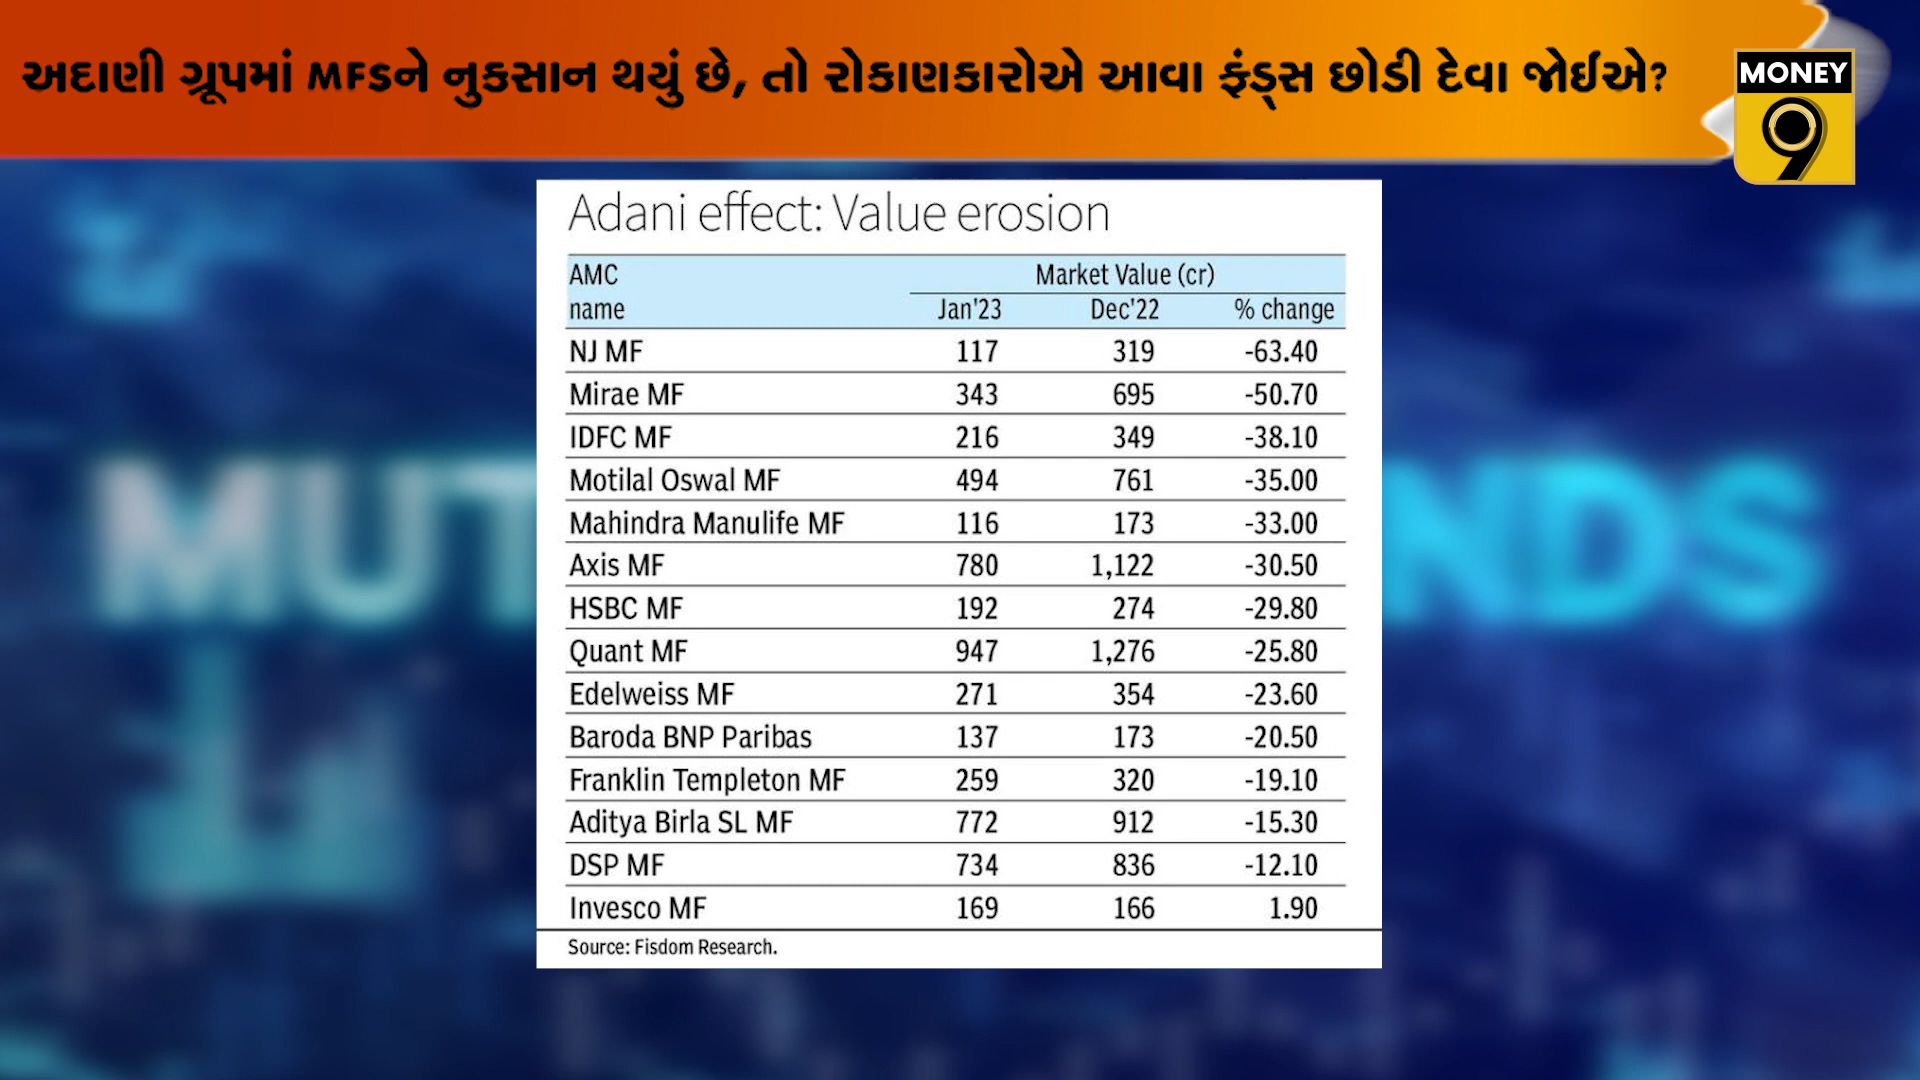 અદાણી ગ્રૂપમાં MFsને નુકસાન થયું છે, તો રોકાણકારોએ આવા ફંડ્સ છોડી દેવા જોઈએ?
MONEY
9
Adani effect: Value erosion
AMC Market Value (cr)
name Jan'23 Dec'22 % change
NJ MF 117 319 -63.40
Mirae MF 343 695 -50.70
IDFC MF 216 349 -38.10
Motilal Oswal MF 494 761 -35.00
Mahindra Manulife MF 116 173 -33.00
Axis MF 780 1,122 -30.50
HSBC MF 192 274 -29.80
Quant MF 947 1,276 -25.80
Edelweiss MF 271 354 -23.60
Baroda BNP Paribas 137 173 -20.50
Franklin Templeton MF 259 320 -19.10
Aditya Birla SL MF 772 912 -15.30
DSP MF 734 836 -12.10
Invesco MF 169 166 1.90
Source: Fisdom Research.
MUT
NDS